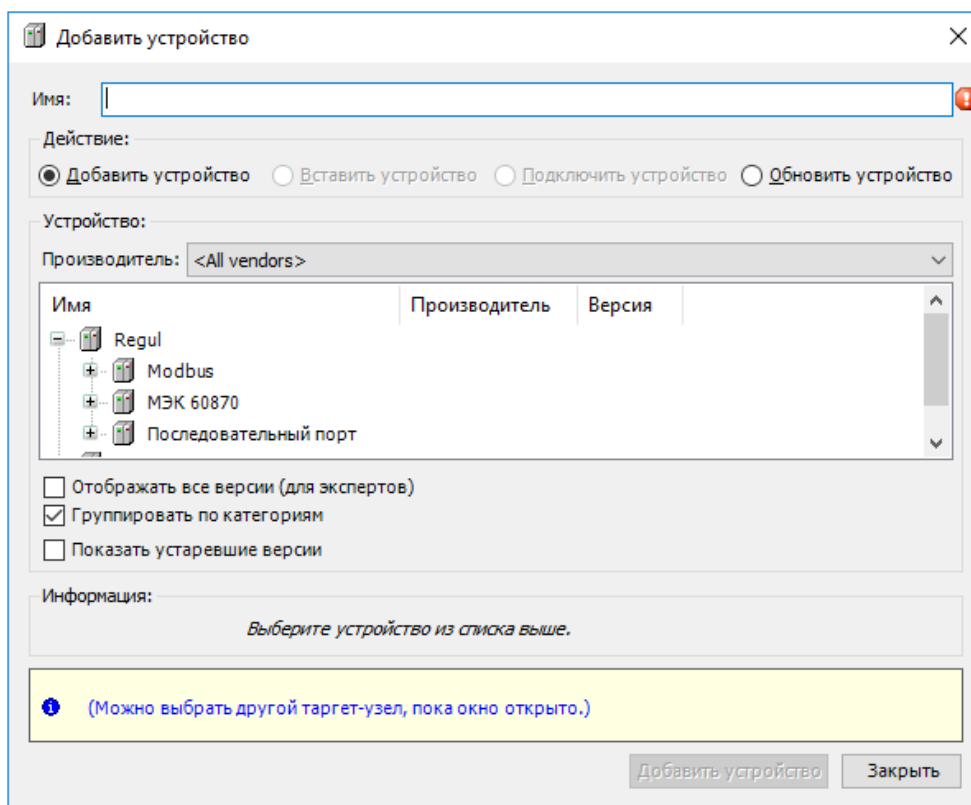 Добавить устройство
Имя:
Действие:
Добавить устройство Вставить устройство Подключить устройство Обновить устройство
Устройство:
Производитель: <All vendors>
Имя Производитель Версия
Regul
Modbus
МЭК 60870
Последовательный порт
Отображать все версии (для экспертов)
Группировать по категориям
Показать устаревшие версии
Информация:
Выберите устройство из списка выше.
(Можно выбрать другой таргет-узел, пока окно открыто.)
Добавить устройство Закрыть